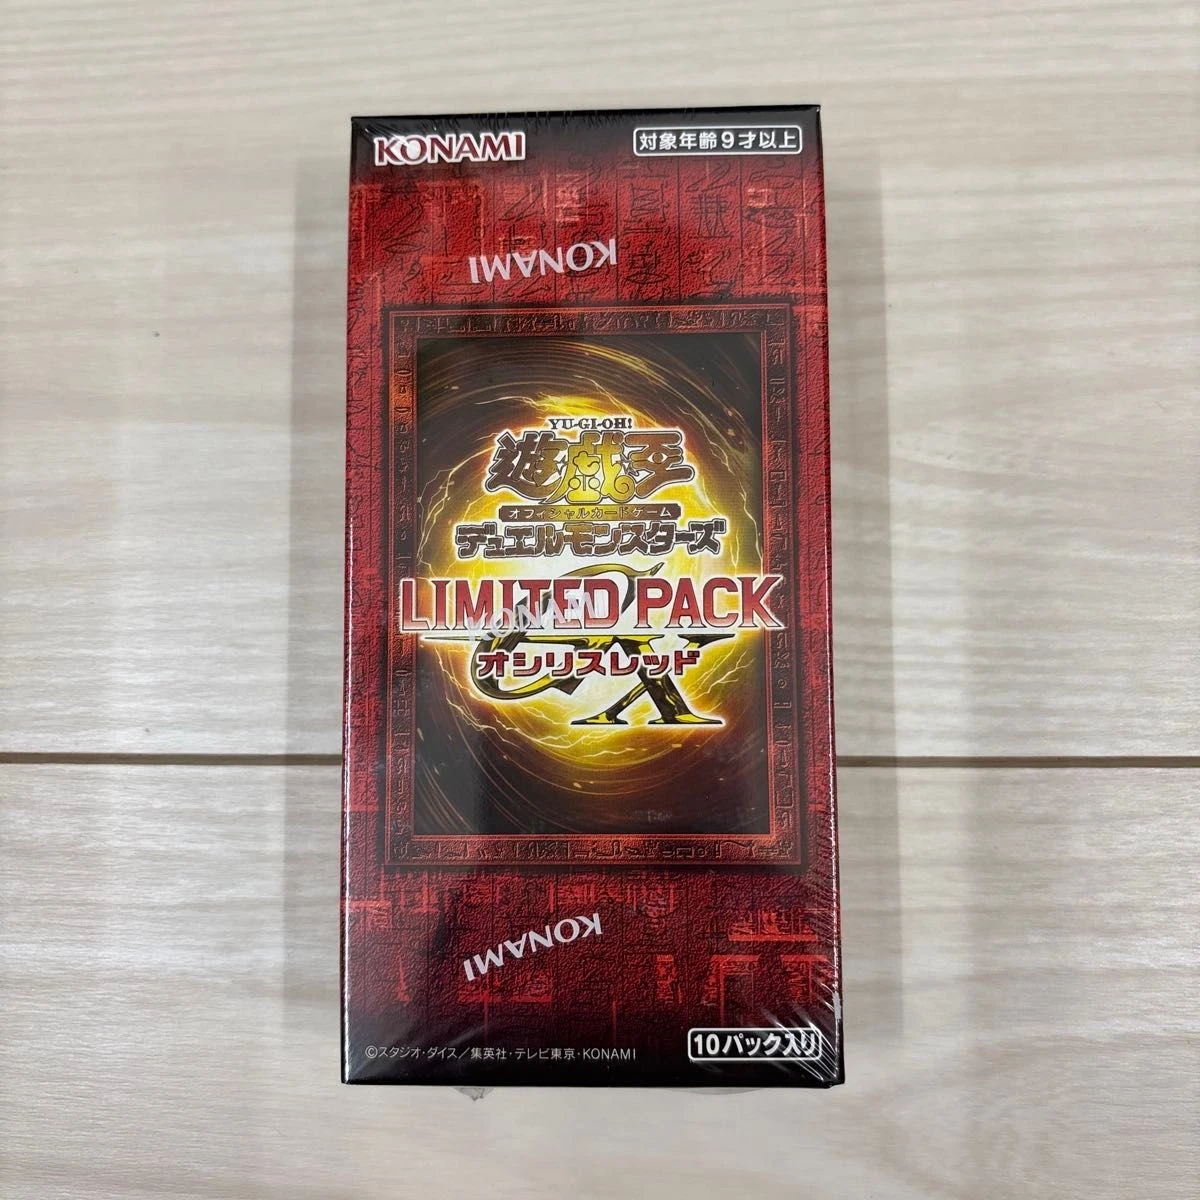 KONAMI
対象年齢9才以上
KONAMI
YU-GI-OH!
遊戯王
オフィシャルカードゲーム
デュエルモンスターズ
LIMITED PACK
KONAMI
GX
オシリスレッド
KONAMI
©スタジオ・ダイス／集英社・テレビ東京・KONAMI
10パック入り